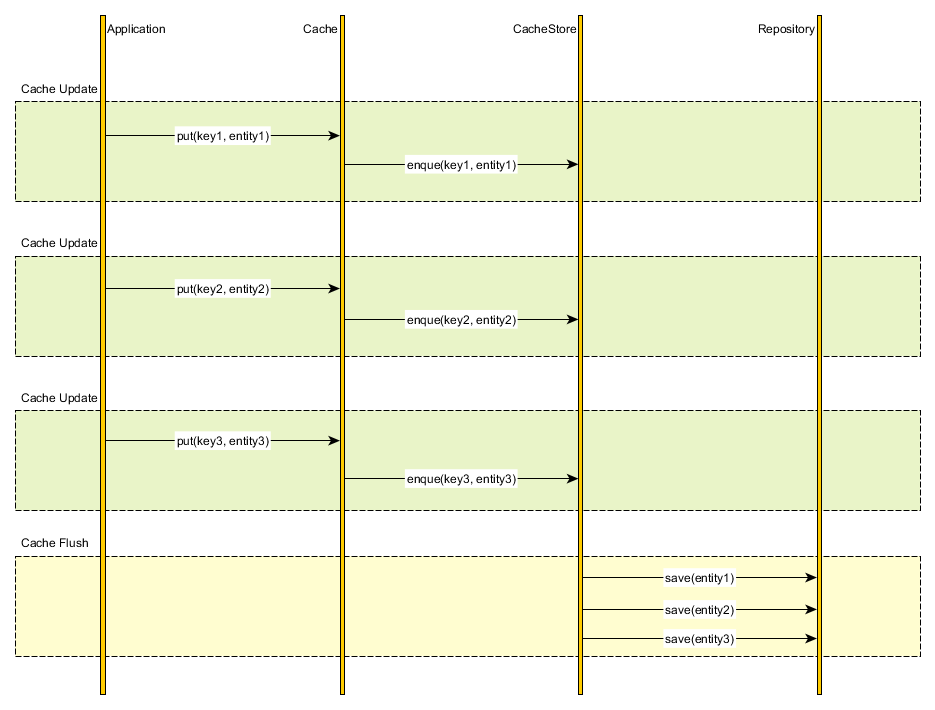 Application
Cache
CacheStore
Repository
Cache Update
put(key1, entity1)
enque(key1, entity1)
Cache Update
put(key2, entity2)
enque(key2, entity2)
Cache Update
put(key3, entity3)
enque(key3, entity3)
Cache Flush
save(entity1)
save(entity2)
save(entity3)